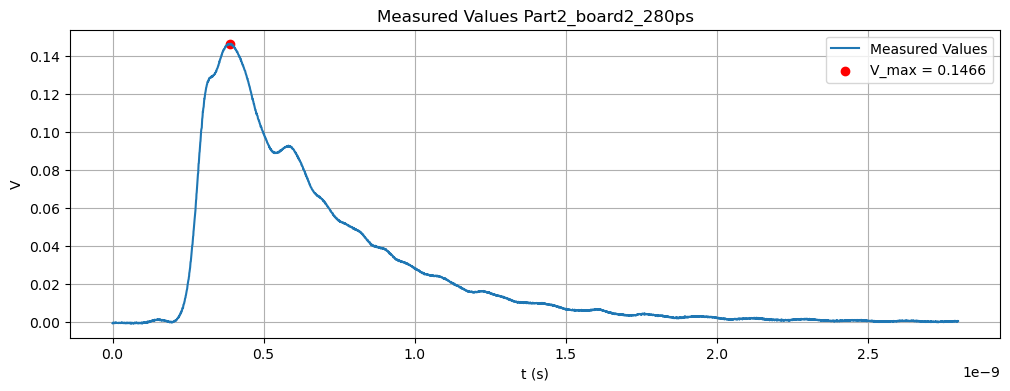 Measured Values Part2_board2_280ps
Measured Values
V_max = 0.1466
V
0.14
0.12
0.10
0.08
0.06
0.04
0.02
0.00
0.0 0.5 1.0 1.5 2.0 2.5
1e−9
t (s)